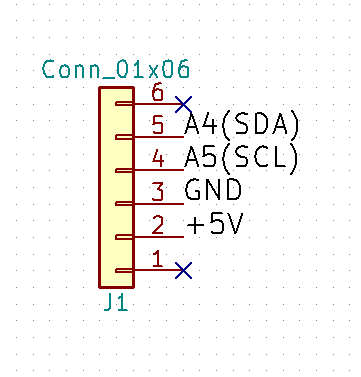 Conn_01x06
6
5 A4(SDA)
4 A5(SCL)
3 GND
2 +5V
1
J1